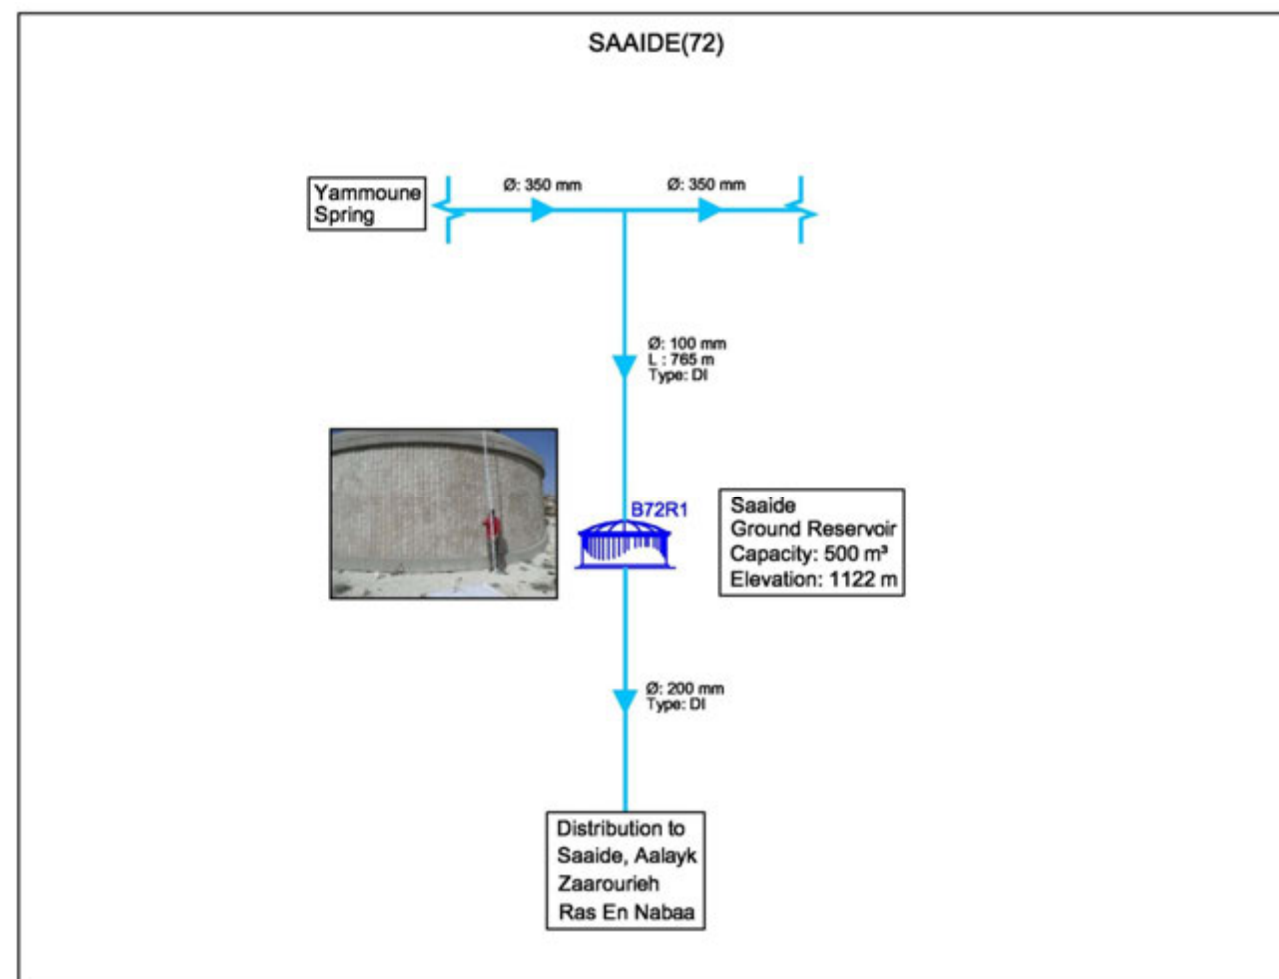 SAAIDE(72)
Yammoune
Spring
Ø: 350 mm
Ø: 350 mm
Ø: 100 mm
L : 765 m
Type: DI
B72R1
Saaide
Ground Reservoir
Capacity: 500 m³
Elevation: 1122 m
Ø: 200 mm
Type: DI
Distribution to
Saaide, Aalayk
Zaarourieh
Ras En Nabaa